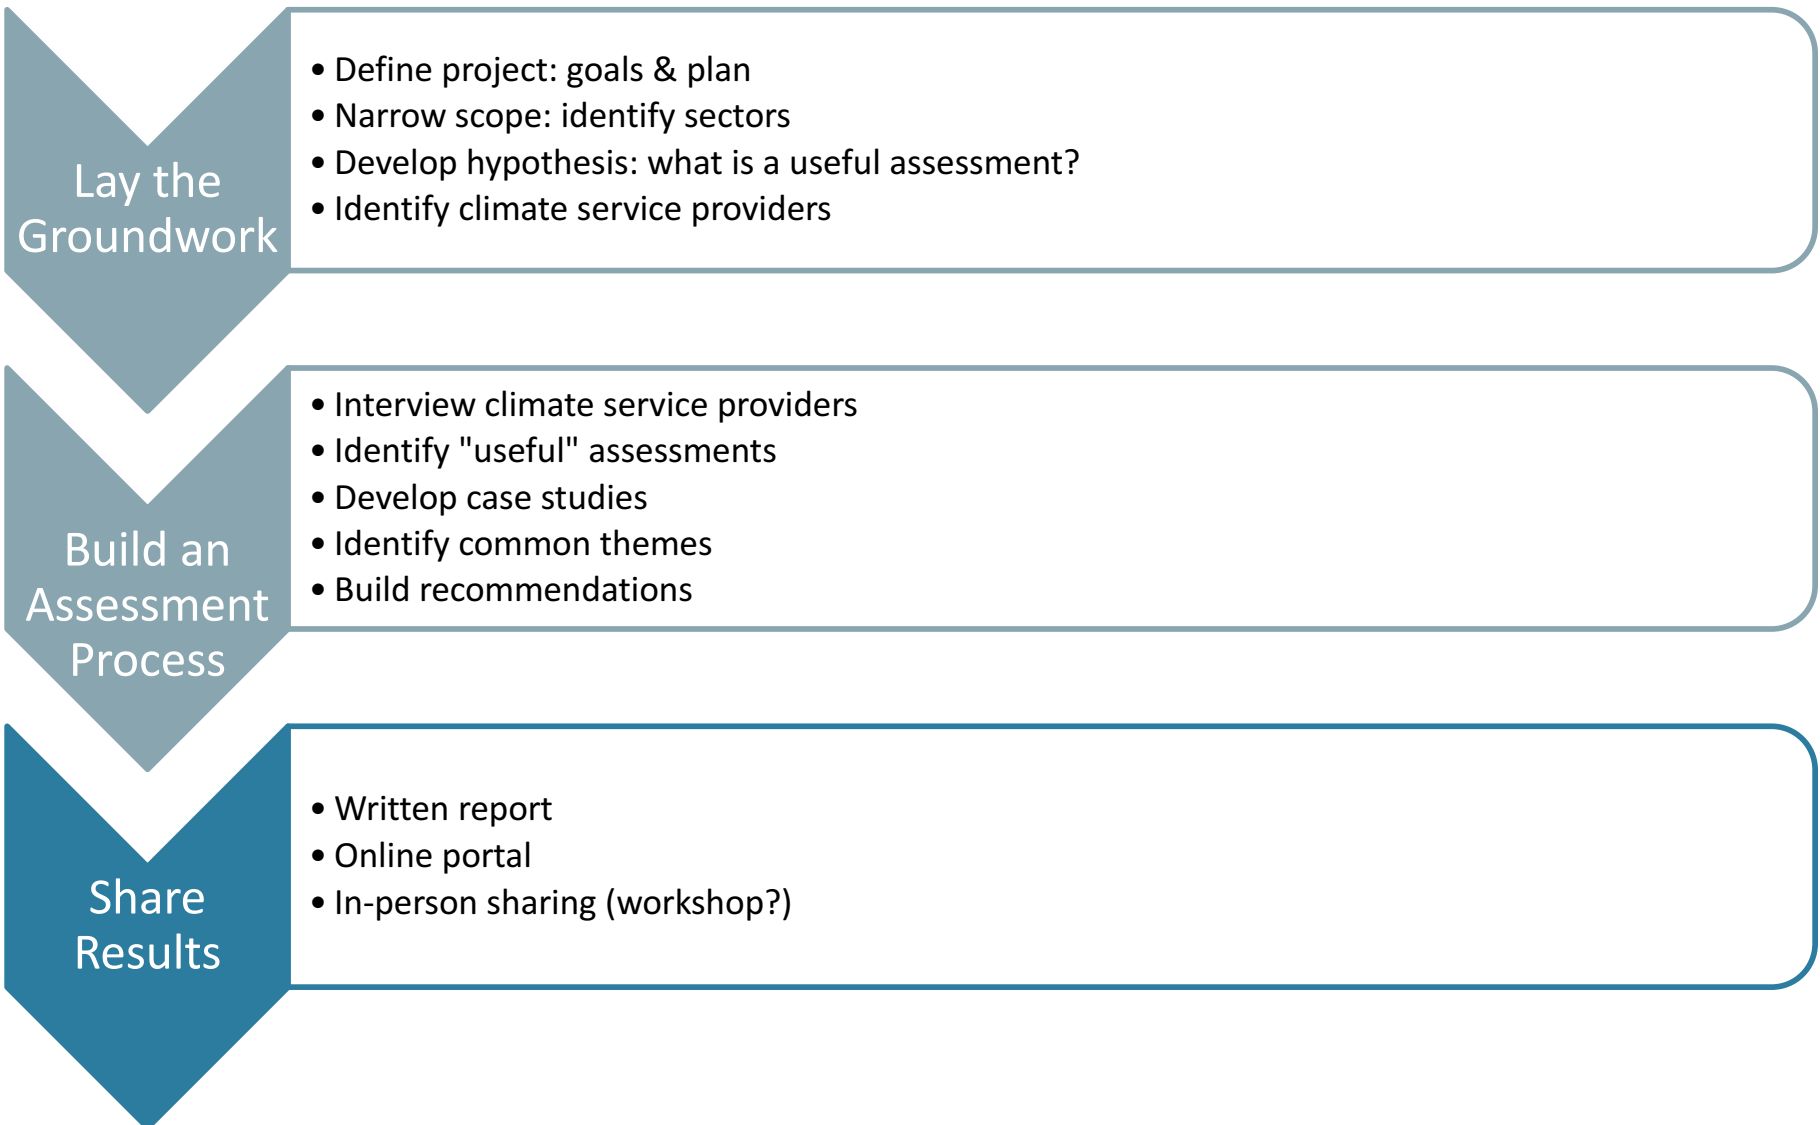 Lay the
Groundwork
• Define project: goals & plan
• Narrow scope: identify sectors
• Develop hypothesis: what is a useful assessment?
• Identify climate service providers
Build an
Assessment
Process
• Interview climate service providers
• Identify "useful" assessments
• Develop case studies
• Identify common themes
• Build recommendations
Share
Results
• Written report
• Online portal
• In-person sharing (workshop?)